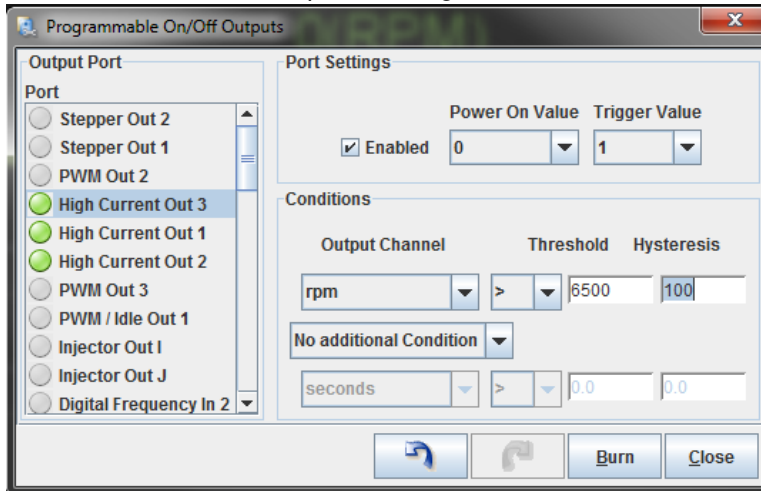 Programmable On/Off Outputs
Output Port
Port
Stepper Out 2
Stepper Out 1
PWM Out 2
High Current Out 3
High Current Out 1
High Current Out 2
PWM Out 3
PWM / Idle Out 1
Injector Out I
Injector Out J
Digital Frequency In 2
Port Settings
Power On Value Trigger Value
Enabled 0 1
Conditions
Output Channel Threshold Hysteresis
rpm > 6500 100
No additional Condition
seconds > 0.0 0.0
Burn Close